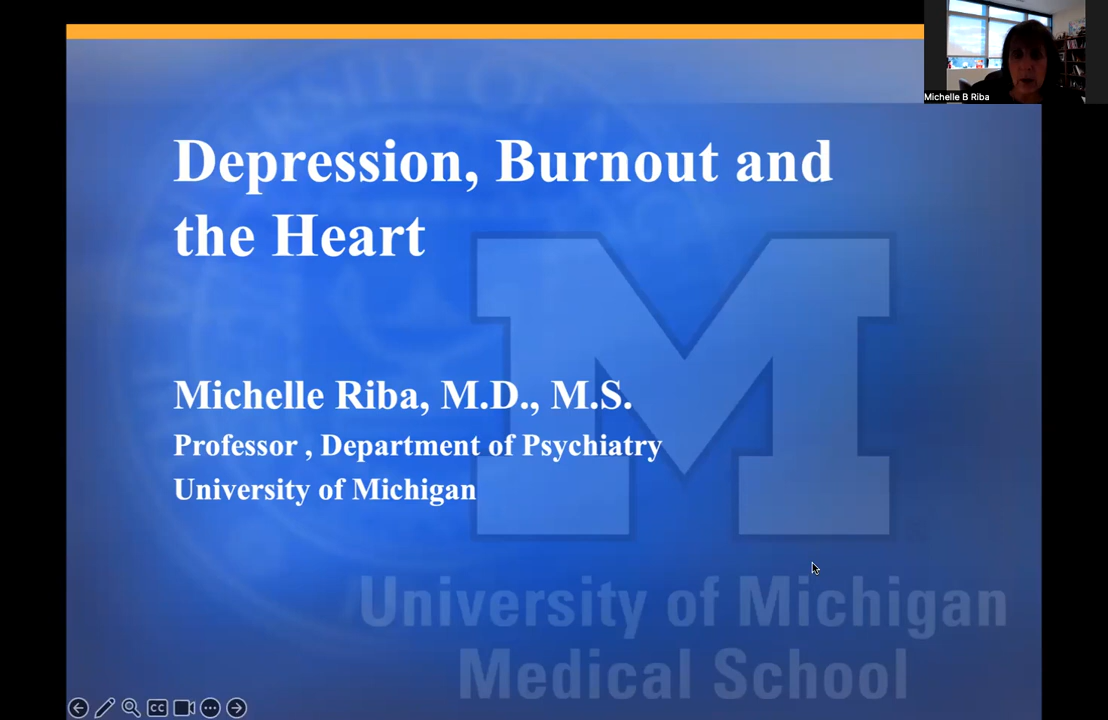 Michelle B Riba
Depression, Burnout and
the Heart
Michelle Riba, M.D., M.S.
Professor , Department of Psychiatry
University of Michigan
M
University of Michigan
Medical School
CC